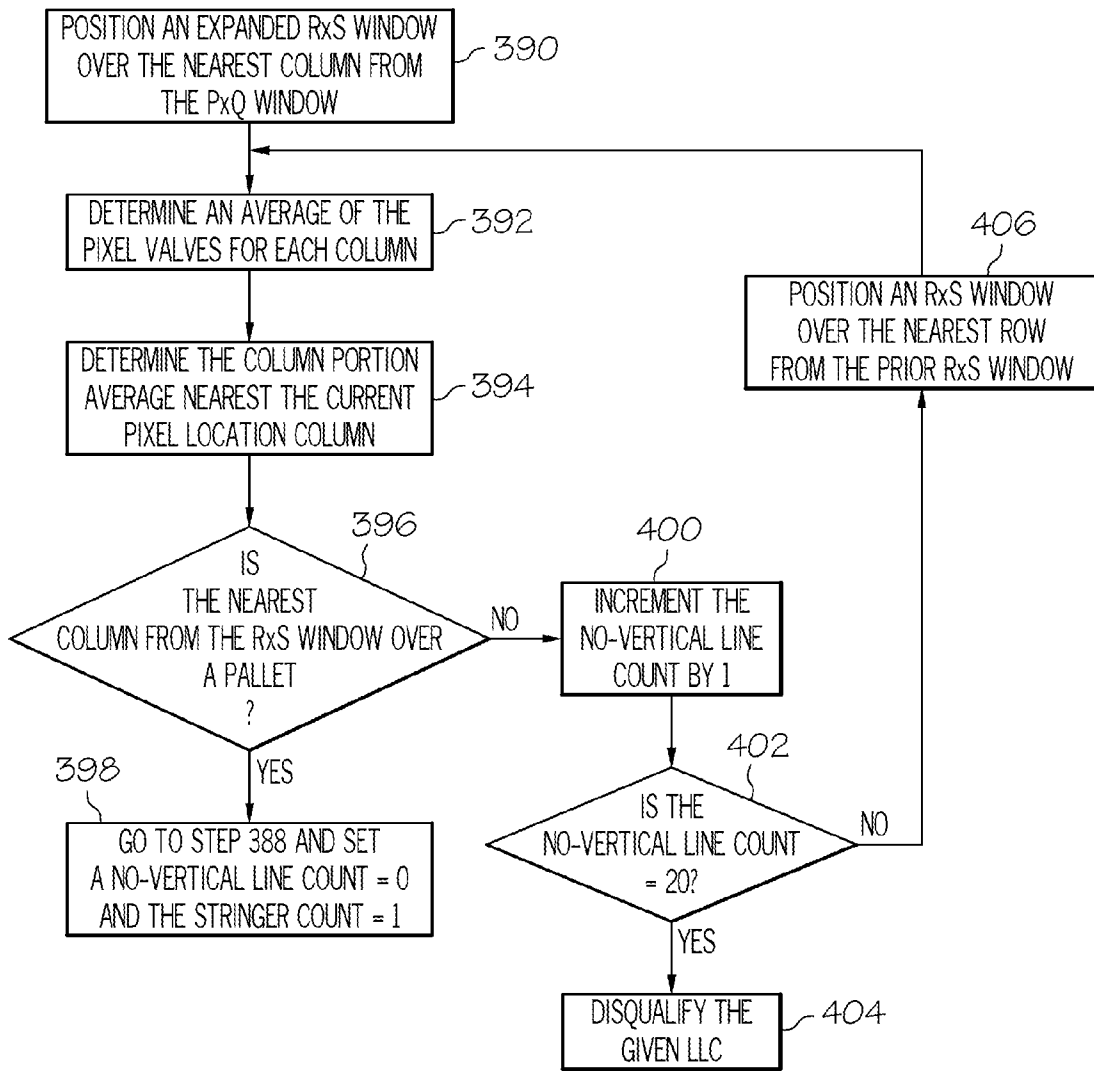 POSITION AN EXPANDED RxS WINDOW
OVER THE NEAREST COLUMN FROM
THE PxQ WINDOW
390
DETERMINE AN AVERAGE OF THE
PIXEL VALVES FOR EACH COLUMN
392
406
POSITION AN RxS WINDOW
OVER THE NEAREST ROW
FROM THE PRIOR RxS WINDOW
DETERMINE THE COLUMN PORTION
AVERAGE NEAREST THE CURRENT
PIXEL LOCATION COLUMN
394
396
IS
THE NEAREST
COLUMN FROM THE RxS WINDOW OVER
A PALLET
?
NO
400
INCREMENT THE
NO-VERTICAL LINE
COUNT BY 1
YES
398
GO TO STEP 388 AND SET
A NO-VERTICAL LINE COUNT = 0
AND THE STRINGER COUNT = 1
402
IS THE
NO-VERTICAL LINE COUNT
= 20?
NO
YES
DISQUALIFY THE
GIVEN LLC
404